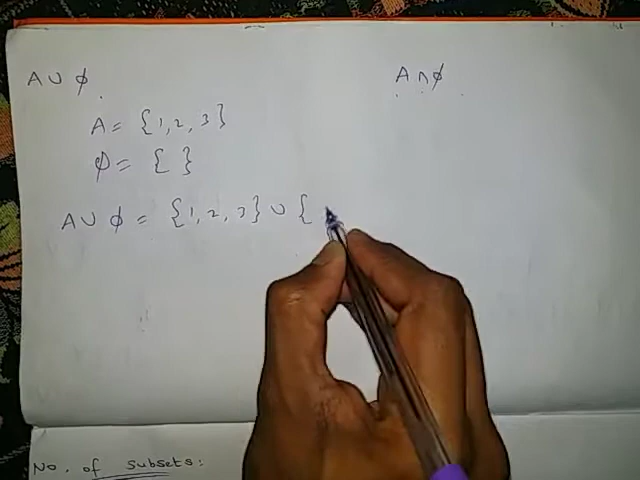 A ∪ ϕ
A ∩ ϕ
A = {1, 2, 3}
ϕ = { }
A ∪ ϕ = {1, 2, 3} ∪ {
No. of subsets: